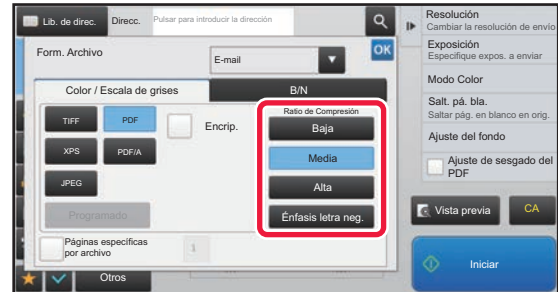 Lib. de direc.
Direcc.
Pulsar para introducir la dirección
Form. Archivo
E-mail
OK
Color / Escala de grises
B/N
TIFF
PDF
Encrip.
XPS
PDF/A
JPEG
Programado
Ratio de Compresión
Baja
Media
Alta
Énfasis letra neg.
Páginas específicas
por archivo
1
Otros
Resolución
Cambiar la resolución de envío
Exposición
Especifique expos. a enviar
Modo Color
Salt. pá. bla.
Saltar pág. en blanco en orig.
Ajuste del fondo
Ajuste de sesgado del
PDF
Vista previa
CA
Iniciar